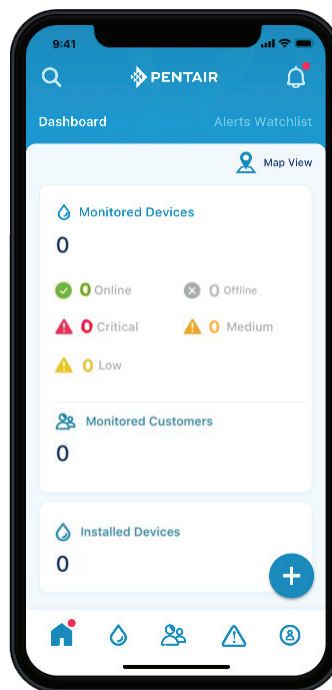 9:41
PENTAIR
Dashboard Alerts Watchlist
Map View
Monitored Devices
0
0 Online 0 Offline
0 Critical 0 Medium
0 Low
Monitored Customers
0
Installed Devices
0